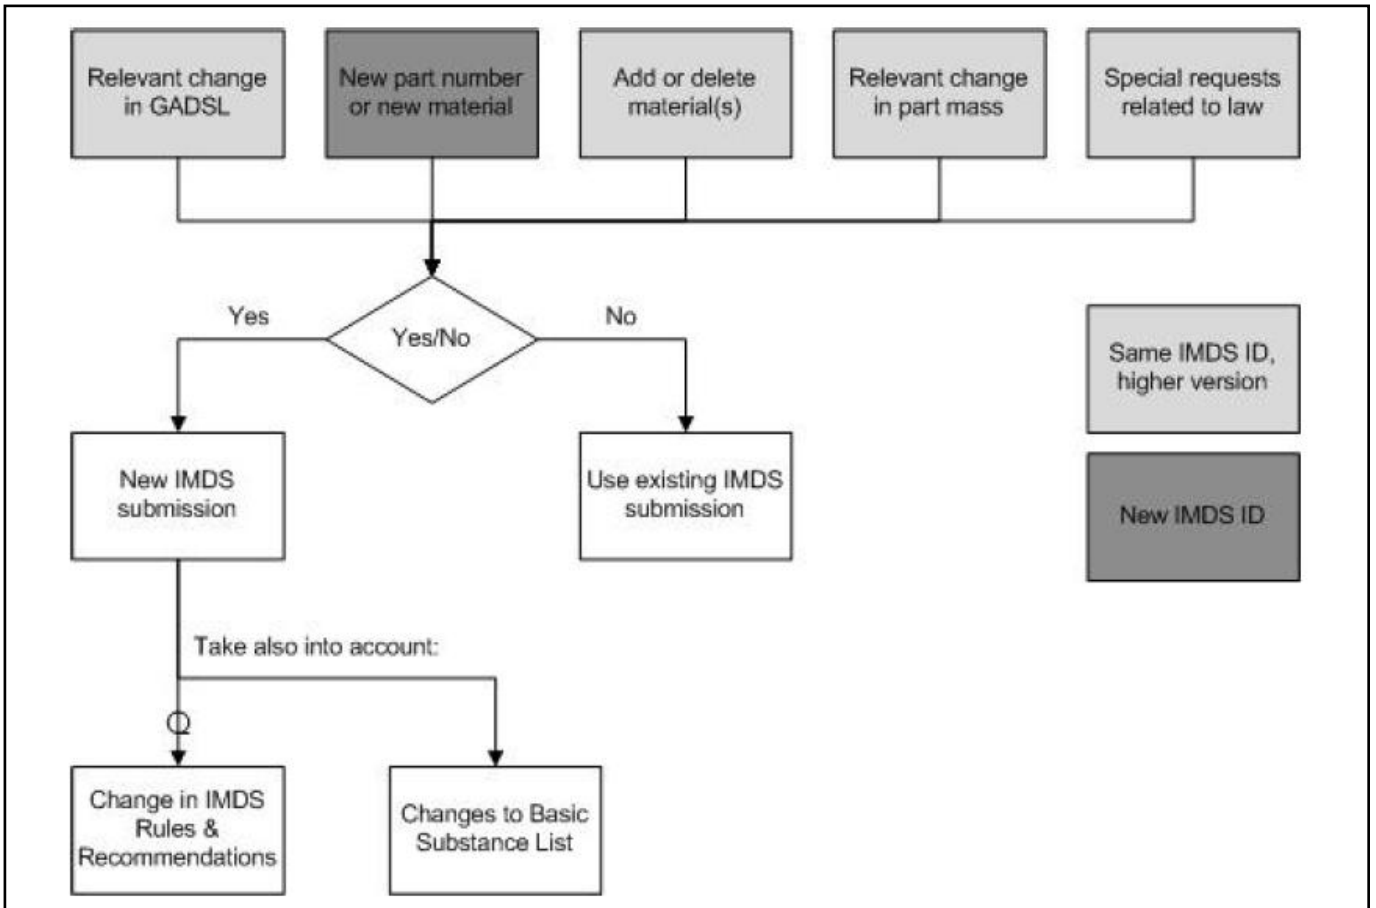 Relevant change
in GADSL
New part number
or new material
Add or delete
material(s)
Relevant change
in part mass
Special requests
related to law
Yes
Yes/No
No
Same IMDS ID,
higher version
New IMDS
submission
Use existing IMDS
submission
New IMDS ID
Take also into account:
Change in IMDS
Rules &
Recommendations
Changes to Basic
Substance List